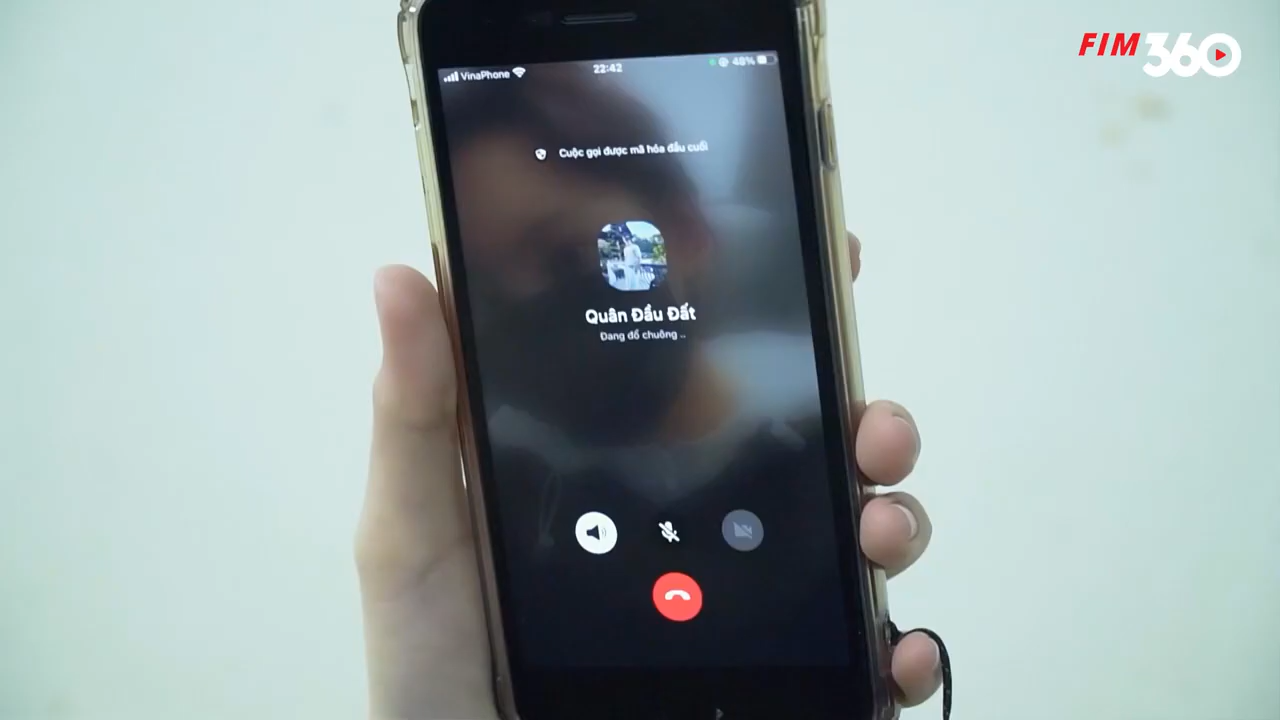 FIM360
VinaPhone 22:42 48%
Cuộc gọi được mã hóa đầu cuối
Quân Đầu Đất
Đang đổ chuông ..